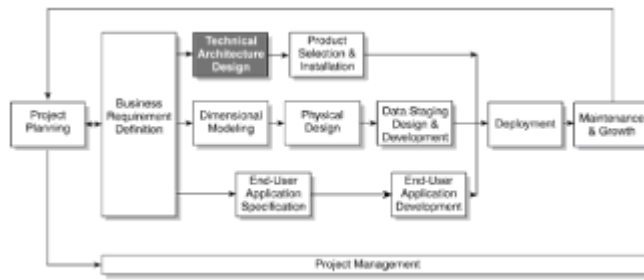 Technical
Architecture
Design
Product
Selection &
Installation
Project
Planning
Business
Requirement
Definition
Dimensional
Modeling
Physical
Design
Data Staging
Design &
Development
Deployment
Maintenance
& Growth
End-User
Application
Specification
End-User
Application
Development
Project Management